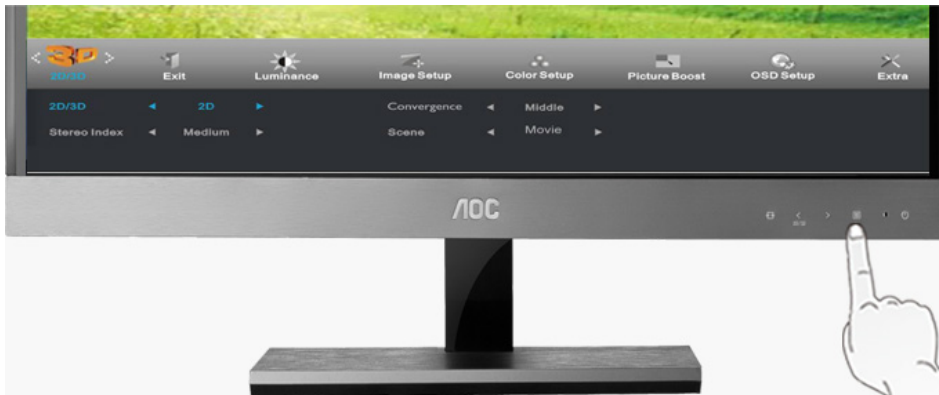 3D
2D/3D Exit Luminance Image Setup Color Setup Picture Boost OSD Setup Extra
2D/3D 2D Convergence Middle
Stereo Index Medium Scene Movie
AOC